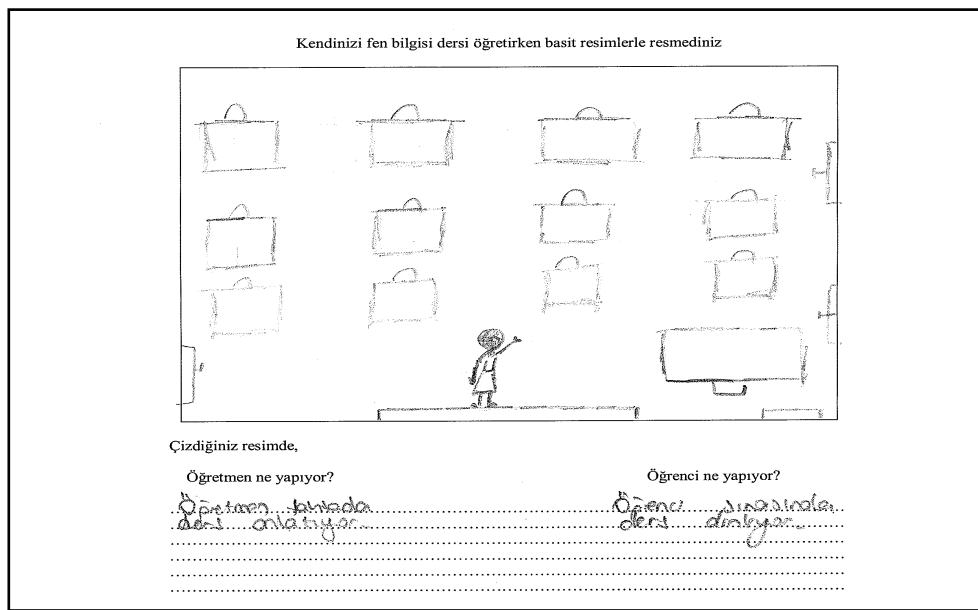 Kendinizi fen bilgisi dersi öğretirken basit resimlerle resmediniz
Çizdiğiniz resimde,
Öğretmen ne yapıyor?
Öğretmen tahtada
ders anlatıyor.
Öğrenci ne yapıyor?
Öğrenci sırasında
ders dinliyor.